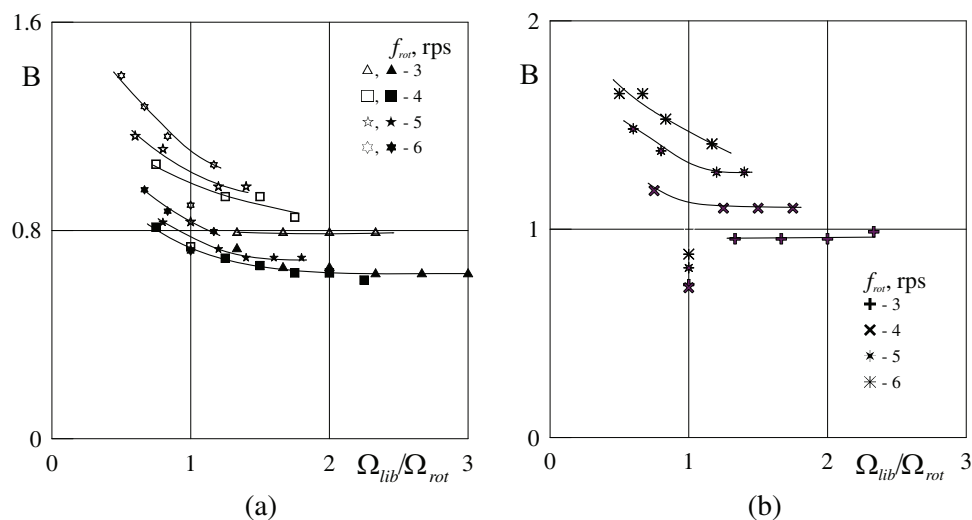 1.6
B
0.8
0
f_rot, rps
△, ▲ - 3
□, ■ - 4
☆, ★ - 5
✡, ✶ - 6
0 1 2 3
Ω_lib/Ω_rot
(a)
2
B
1
0
f_rot, rps
+ - 3
× - 4
✶ - 5
✳ - 6
0 1 2 3
Ω_lib/Ω_rot
(b)